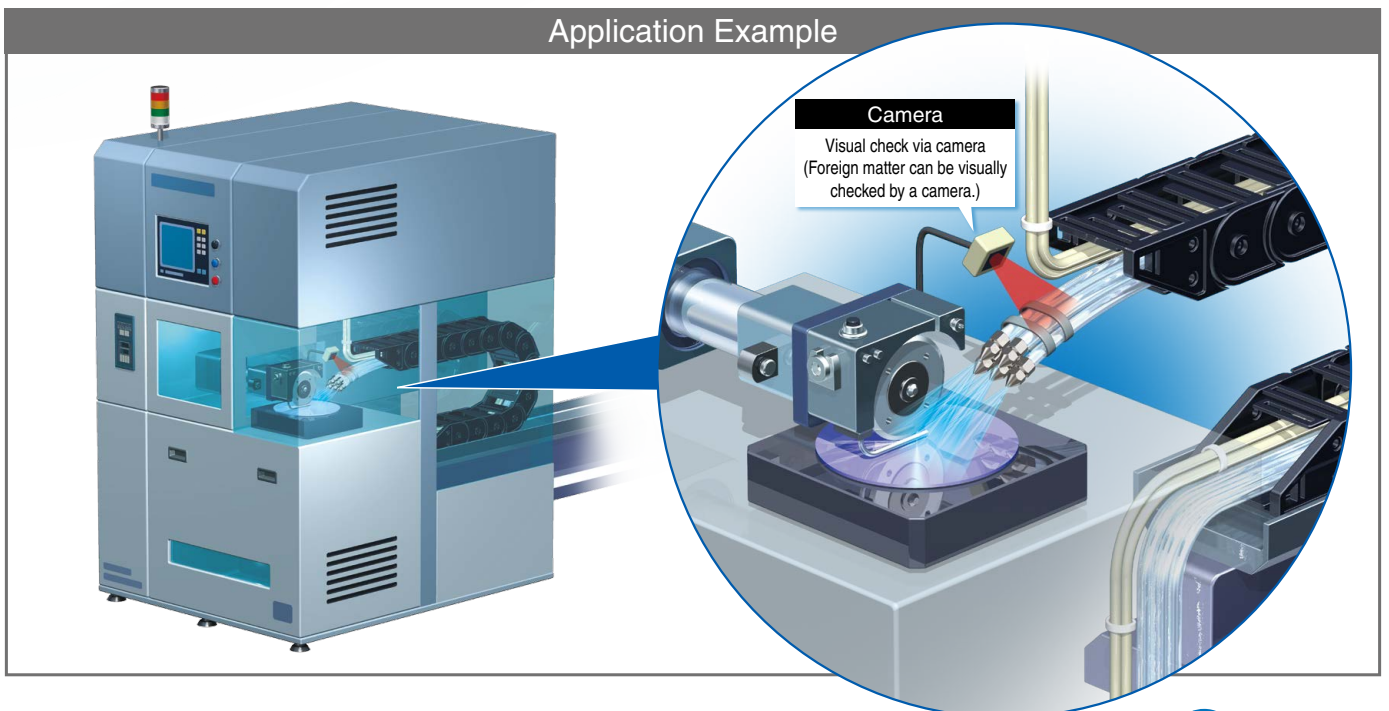 Application Example
Camera
Visual check via camera
(Foreign matter can be visually
checked by a camera.)